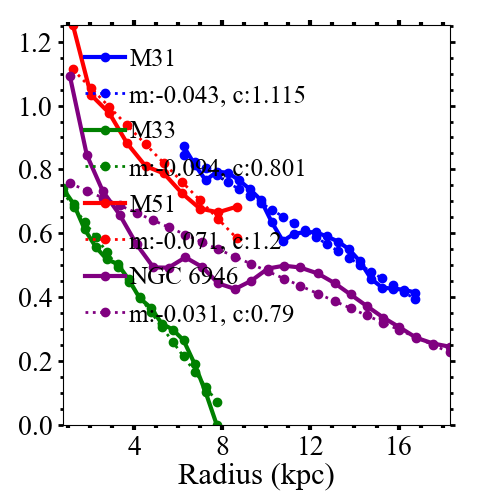 1.2
1.0
0.8
0.6
0.4
0.2
0.0
M31
m:-0.043, c:1.115
M33
m:-0.094, c:0.801
M51
m:-0.071, c:1.2
NGC 6946
m:-0.031, c:0.79
4 8 12 16
Radius (kpc)